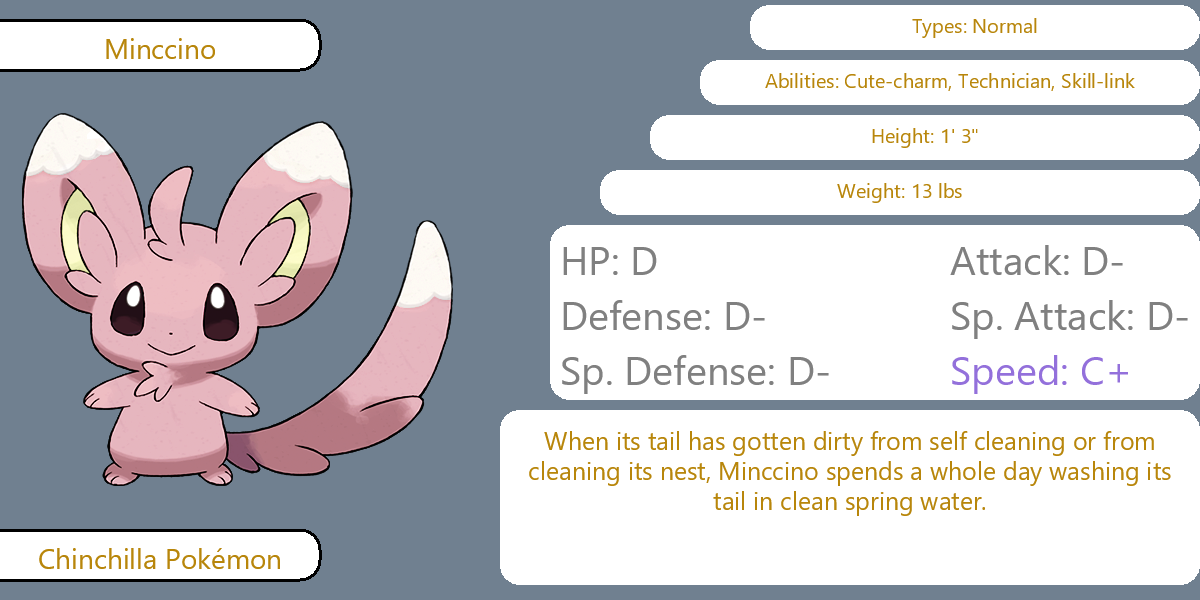 Minccino
Types: Normal
Abilities: Cute-charm, Technician, Skill-link
Height: 1' 3"
Weight: 13 lbs
HP: D
Attack: D-
Defense: D-
Sp. Attack: D-
Sp. Defense: D-
Speed: C+
When its tail has gotten dirty from self cleaning or from
cleaning its nest, Minccino spends a whole day washing its
tail in clean spring water.
Chinchilla Pokémon